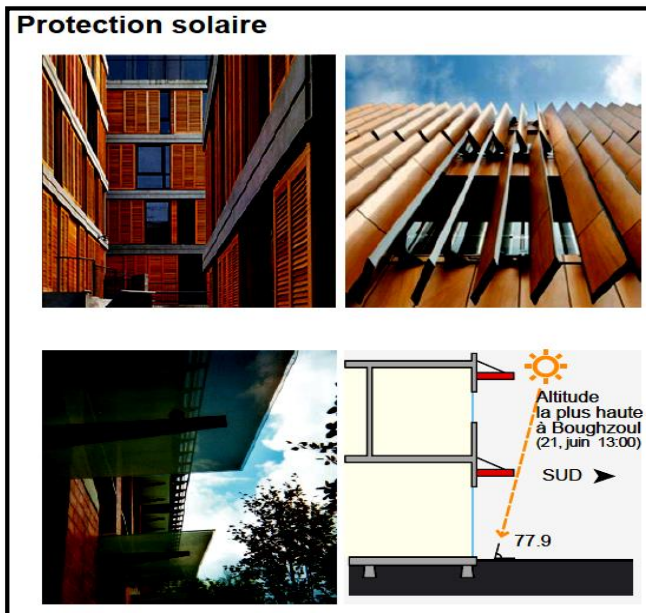 Protection solaire
Altitude
la plus haute
à Boughzoul
(21, juin 13:00)
SUD
77.9